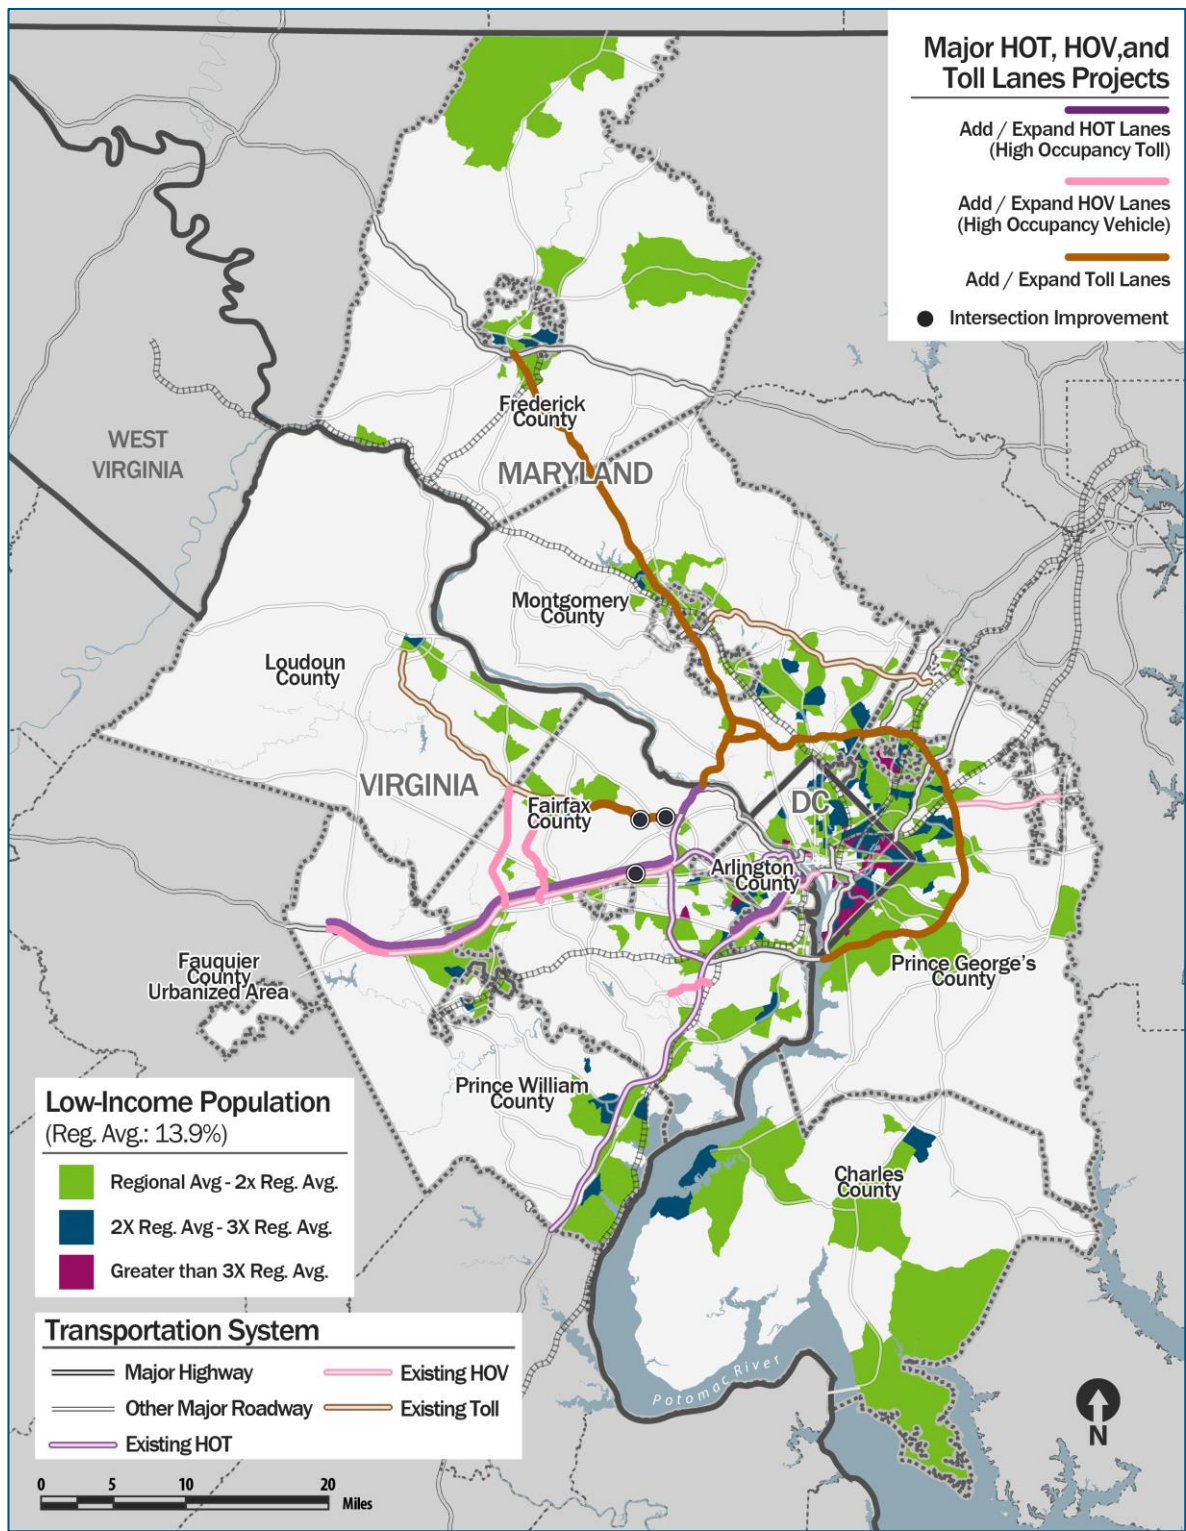 Major HOT, HOV,and
Toll Lanes Projects
Add / Expand HOT Lanes
(High Occupancy Toll)
Add / Expand HOV Lanes
(High Occupancy Vehicle)
Add / Expand Toll Lanes
Intersection Improvement
Frederick
County
WEST
VIRGINIA
MARYLAND
Montgomery
County
Loudoun
County
VIRGINIA
Fairfax
County
DC
Arlington
County
Fauquier
County
Urbanized Area
Prince George's
County
Prince William
County
Charles
County
Potomac River
Low-Income Population
(Reg. Avg.: 13.9%)
Regional Avg - 2x Reg. Avg.
2X Reg. Avg - 3X Reg. Avg.
Greater than 3X Reg. Avg.
Transportation System
Major Highway
Existing HOV
Other Major Roadway
Existing Toll
Existing HOT
N
0 5 10 20
Miles